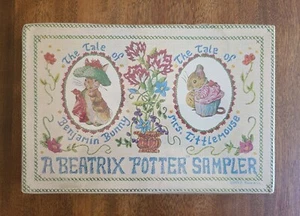 The Tale of
Benjamin Bunny
The Tale of
Mrs. Tittlemouse
A BEATRIX POTTER SAMPLER